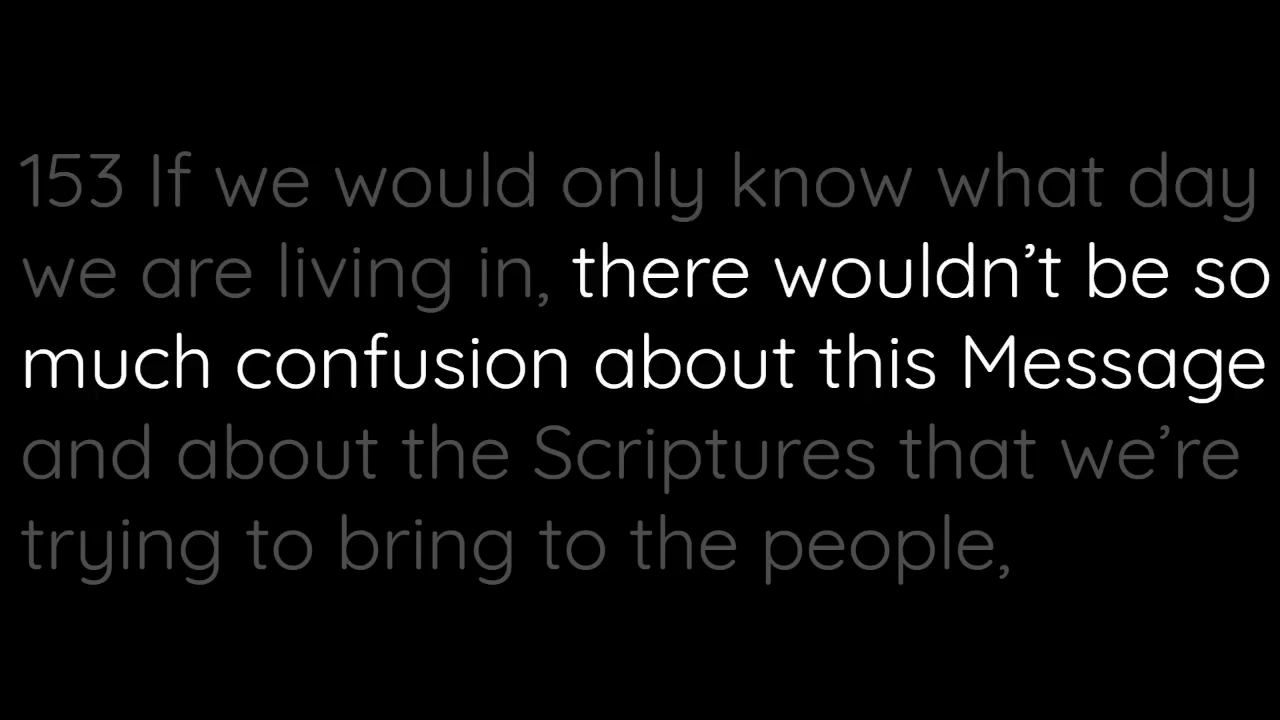 153 If we would only know what day
we are living in, there wouldn’t be so
much confusion about this Message
and about the Scriptures that we’re
trying to bring to the people,